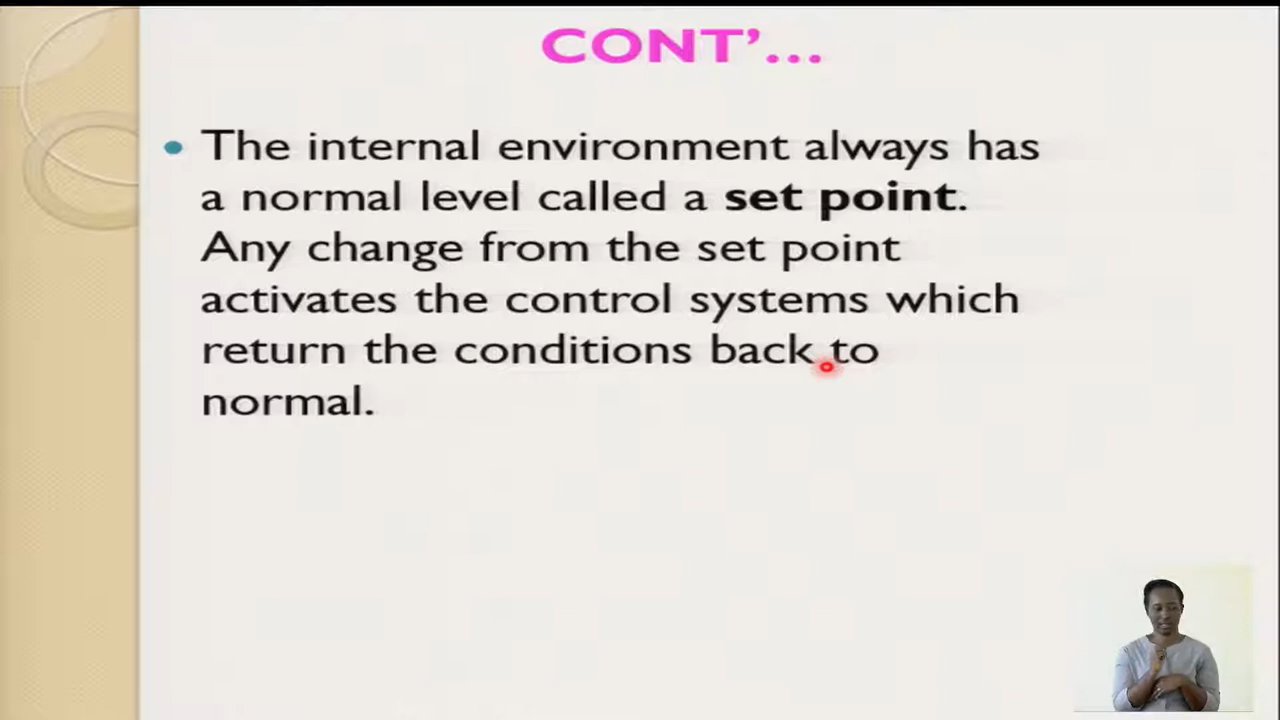 CONT’...
• The internal environment always has
a normal level called a set point.
Any change from the set point
activates the control systems which
return the conditions back to
normal.